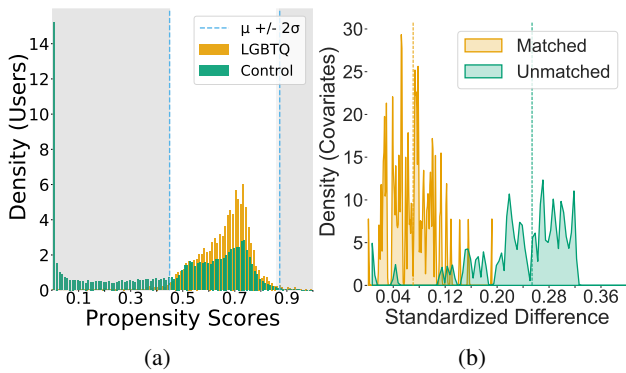 μ +/- 2σ
LGBTQ
Control
14
12
10
8
6
4
2
0
Density (Users)
0.1 0.3 0.5 0.7 0.9
Propensity Scores
(a)
Matched
Unmatched
30
25
20
15
10
5
0
Density (Covariates)
0.04 0.12 0.20 0.28 0.36
Standardized Difference
(b)